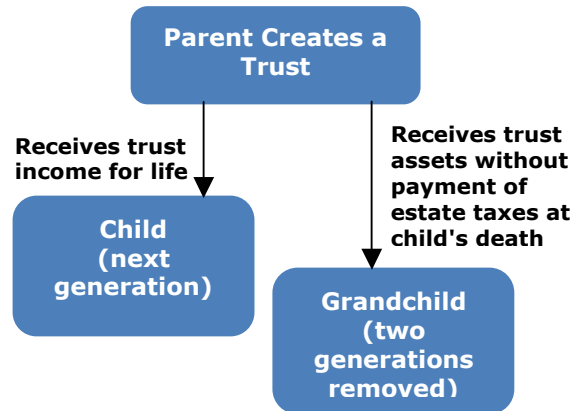 Parent Creates a
Trust
Receives trust
income for life
Receives trust
assets without
payment of
estate taxes at
child's death
Child
(next
generation)
Grandchild
(two
generations
removed)